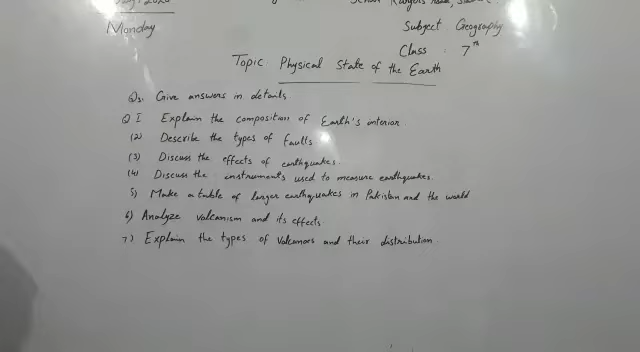 2020
Monday
Rangers
Subject Geography
Class : 7th
Topic Physical State of the Earth
Qs. Give answers in details
Q I Explain the composition of Earth's interior.
(2) Describe the types of faults
(3) Discuss the effects of earthquakes.
(4) Discuss the instruments used to measure earthquakes.
5) Make a table of larger earthquakes in Pakistan and the world
6) Analyze volcanism and its effects
7) Explain the types of Volcanoes and their distribution.